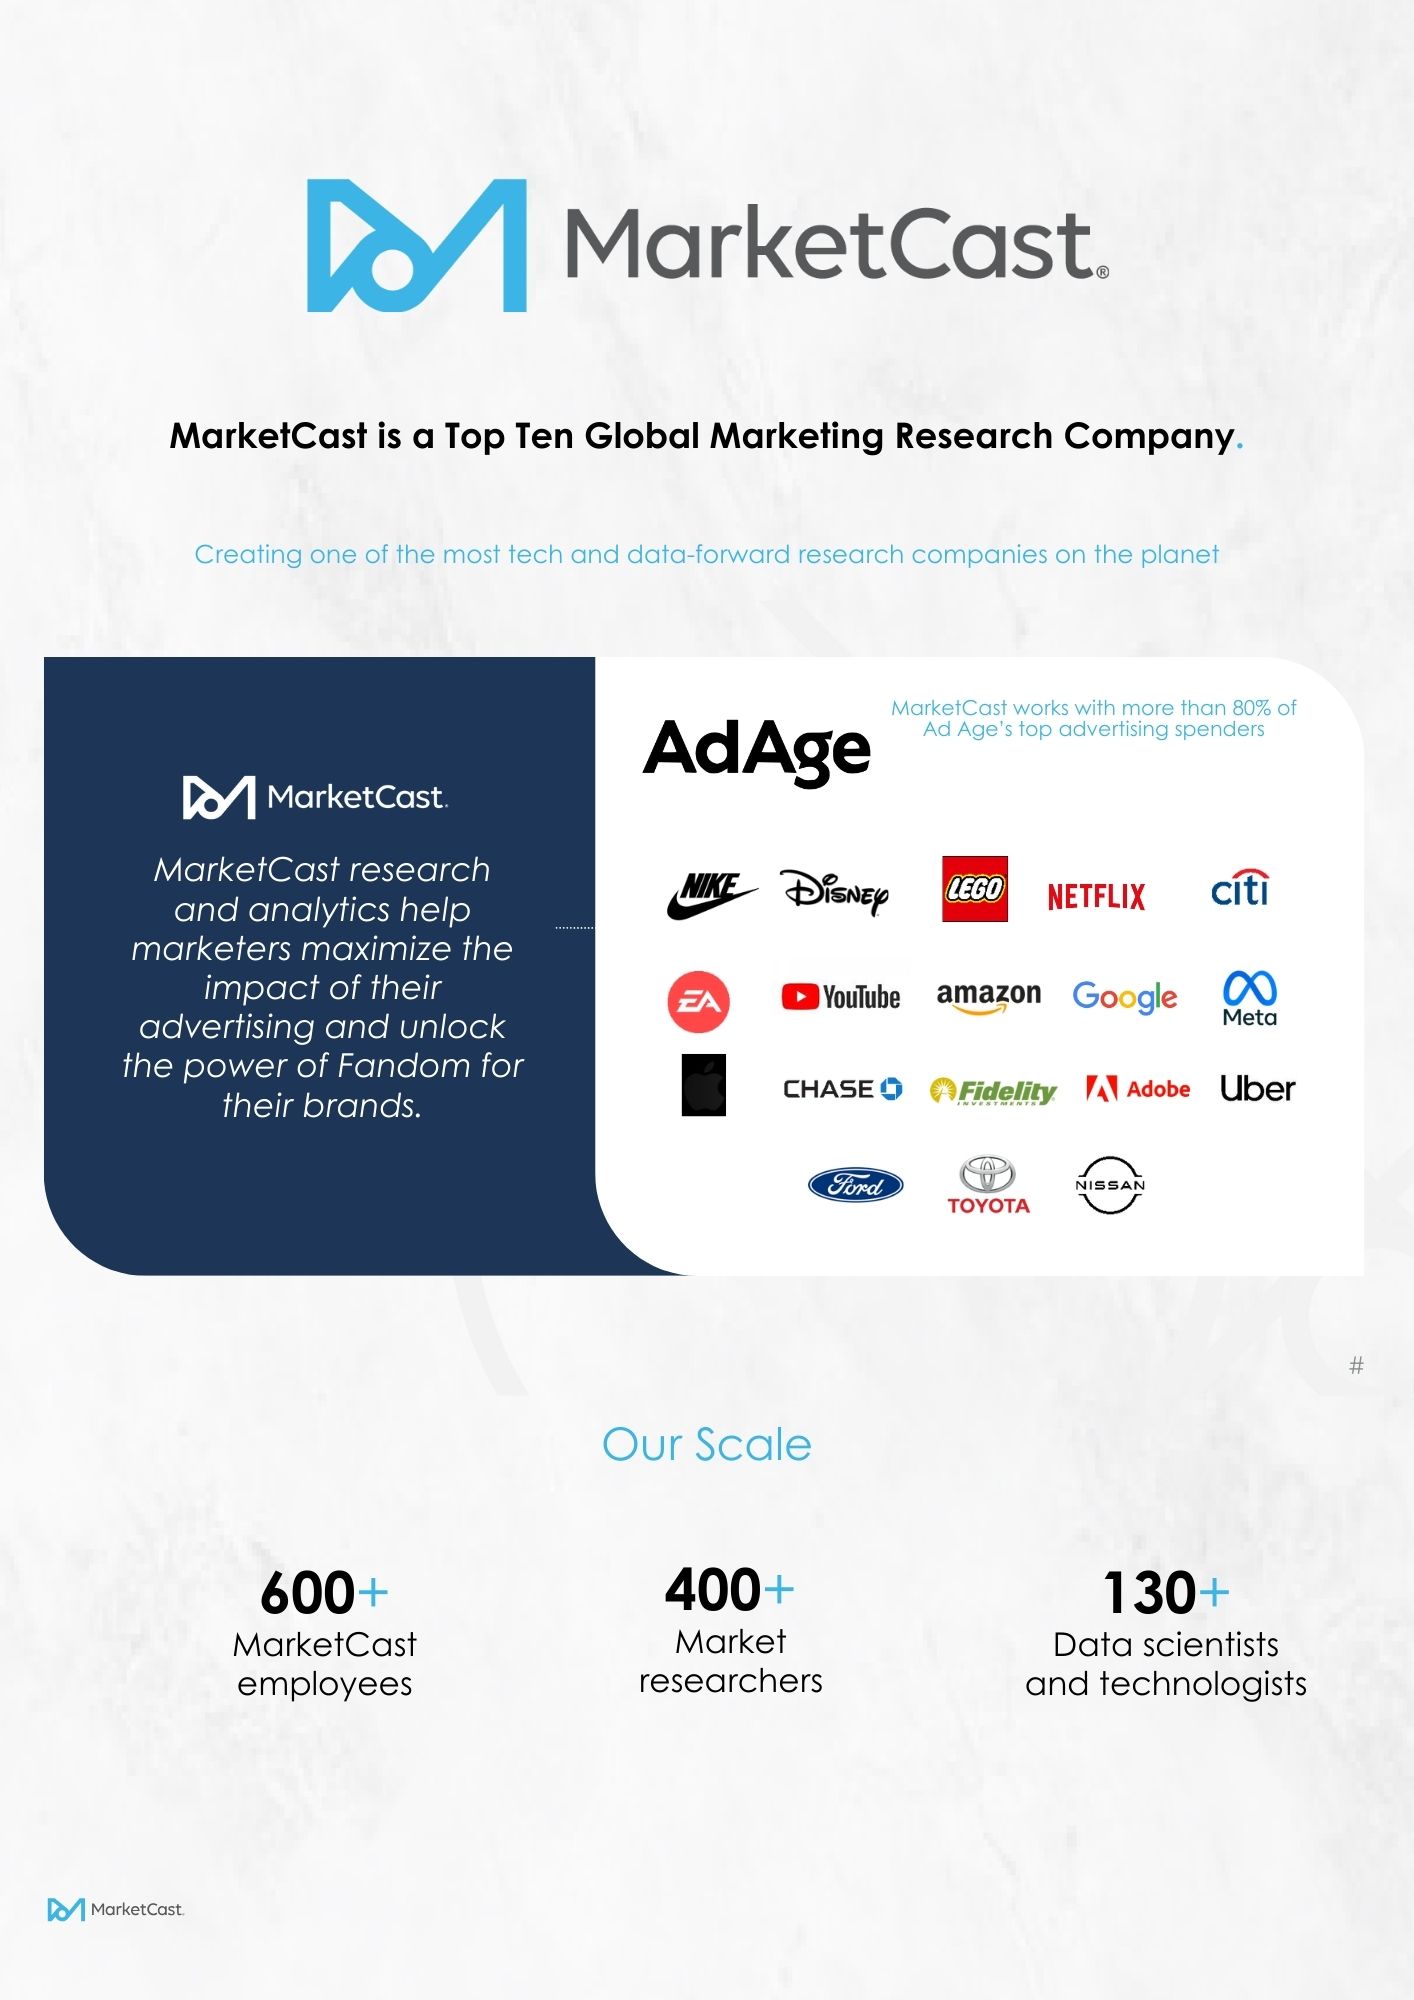 MarketCast®
MarketCast is a Top Ten Global Marketing Research Company.
Creating one of the most tech and data-forward research companies on the planet
MarketCast
MarketCast research
and analytics help
marketers maximize the
impact of their
advertising and unlock
the power of Fandom for
their brands.
AdAge
MarketCast works with more than 80% of
Ad Age’s top advertising spenders
NIKE Disney LEGO NETFLIX citi
EA YouTube amazon Google Meta
CHASE Fidelity Adobe Uber
INVESTMENTS
Ford TOYOTA NISSAN
#
Our Scale
600+
MarketCast
employees
400+
Market
researchers
130+
Data scientists
and technologists
MarketCast